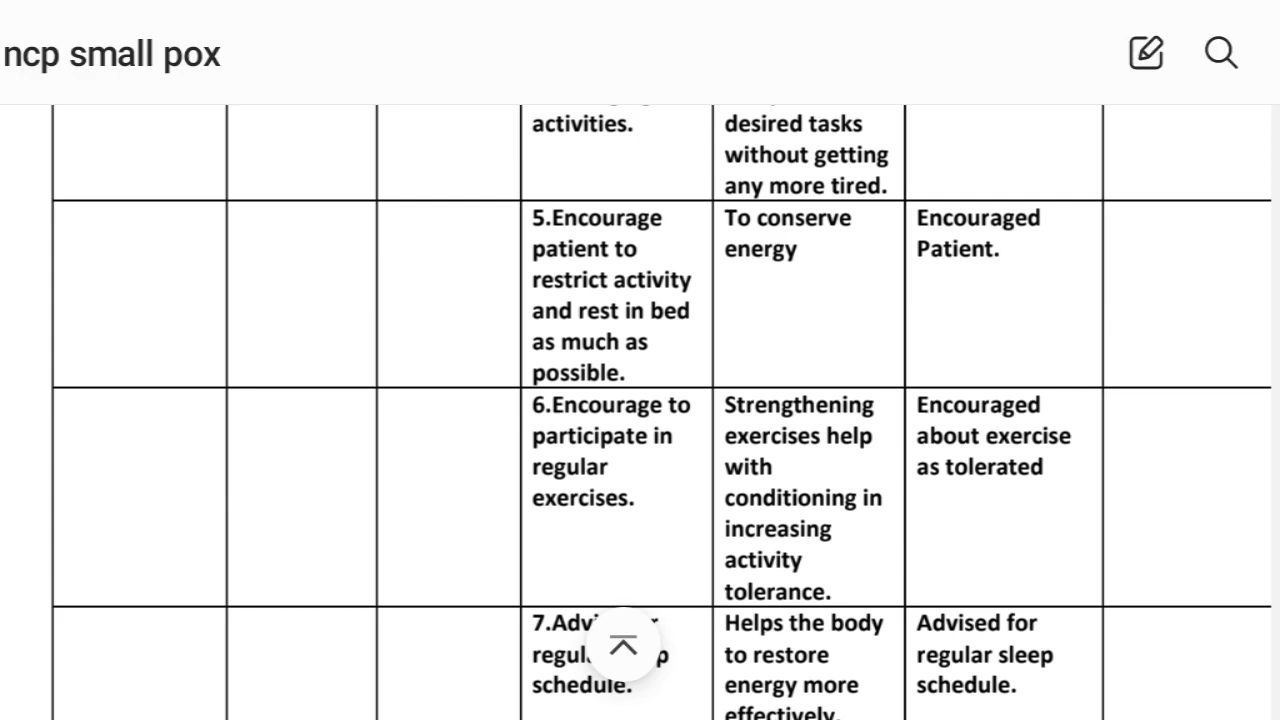 ncp small pox
activities.
desired tasks
without getting
any more tired.
5.Encourage
patient to
restrict activity
and rest in bed
as much as
possible.
To conserve
energy
Encouraged
Patient.
6.Encourage to
participate in
regular
exercises.
Strengthening
exercises help
with
conditioning in
increasing
activity
tolerance.
Encouraged
about exercise
as tolerated
schedule.
Helps the body
to restore
energy more
effectively.
Advised for
regular sleep
schedule.